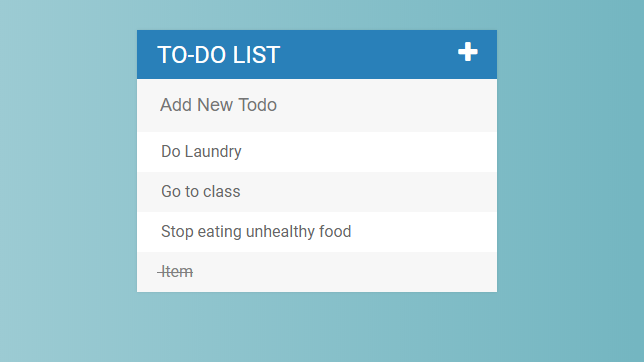 TO-DO LIST
Add New Todo
Do Laundry
Go to class
Stop eating unhealthy food
Item